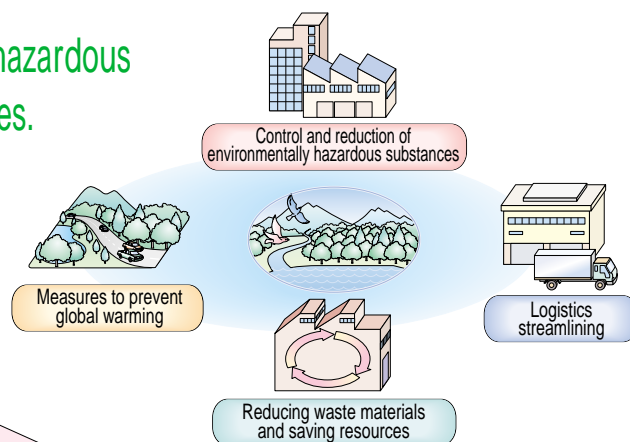 hazardous
es.
Control and reduction of
environmentally hazardous substances
Measures to prevent
global warming
Logistics
streamlining
Reducing waste materials
and saving resources